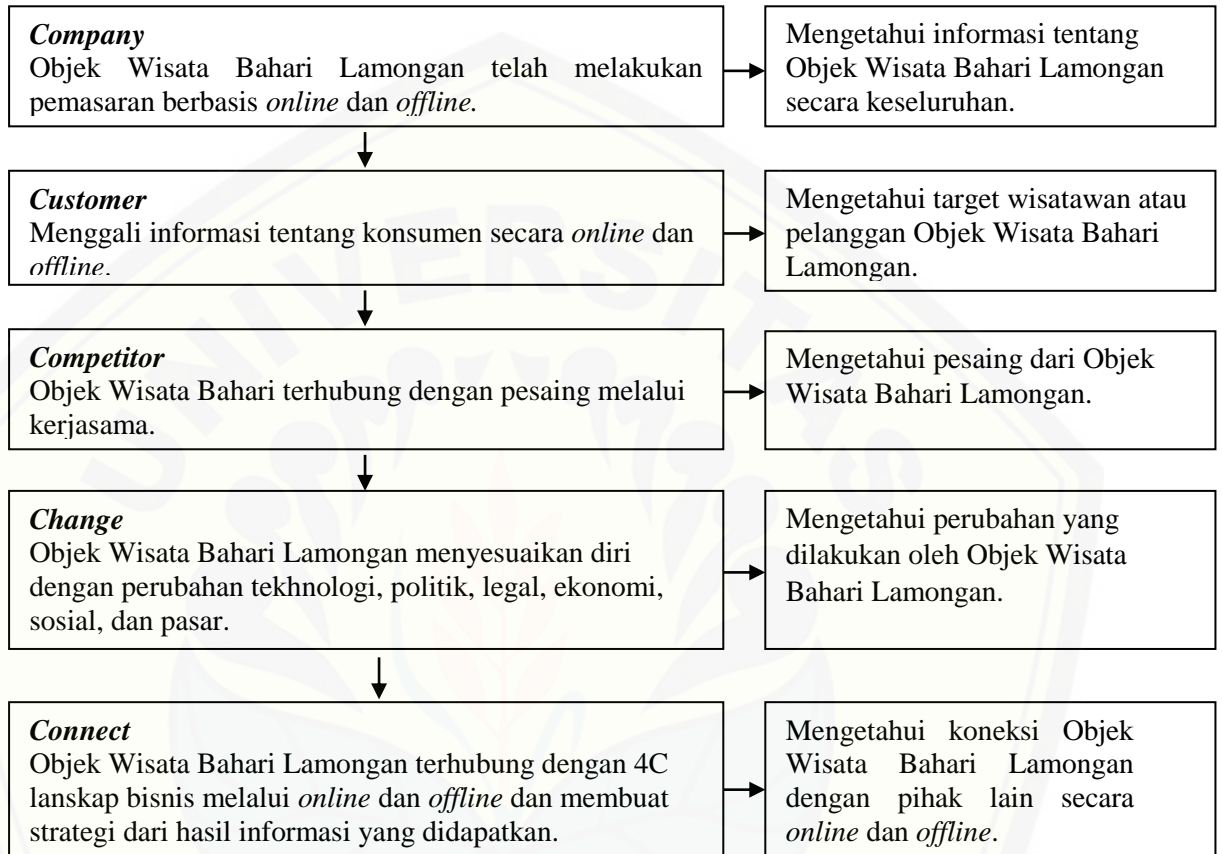 Company
Objek Wisata Bahari Lamongan telah melakukan
pemasaran berbasis online dan offline.
Mengetahui informasi tentang
Objek Wisata Bahari Lamongan
secara keseluruhan.
Customer
Menggali informasi tentang konsumen secara online dan
offline.
Mengetahui target wisatawan atau
pelanggan Objek Wisata Bahari
Lamongan.
Competitor
Objek Wisata Bahari terhubung dengan pesaing melalui
kerjasama.
Mengetahui pesaing dari Objek
Wisata Bahari Lamongan.
Change
Objek Wisata Bahari Lamongan menyesuaikan diri
dengan perubahan tekhnologi, politik, legal, ekonomi,
sosial, dan pasar.
Mengetahui perubahan yang
dilakukan oleh Objek Wisata
Bahari Lamongan.
Connect
Objek Wisata Bahari Lamongan terhubung dengan 4C
lanskap bisnis melalui online dan offline dan membuat
strategi dari hasil informasi yang didapatkan.
Mengetahui koneksi Objek
Wisata Bahari Lamongan
dengan pihak lain secara
online dan offline.
UNIVERSITAS